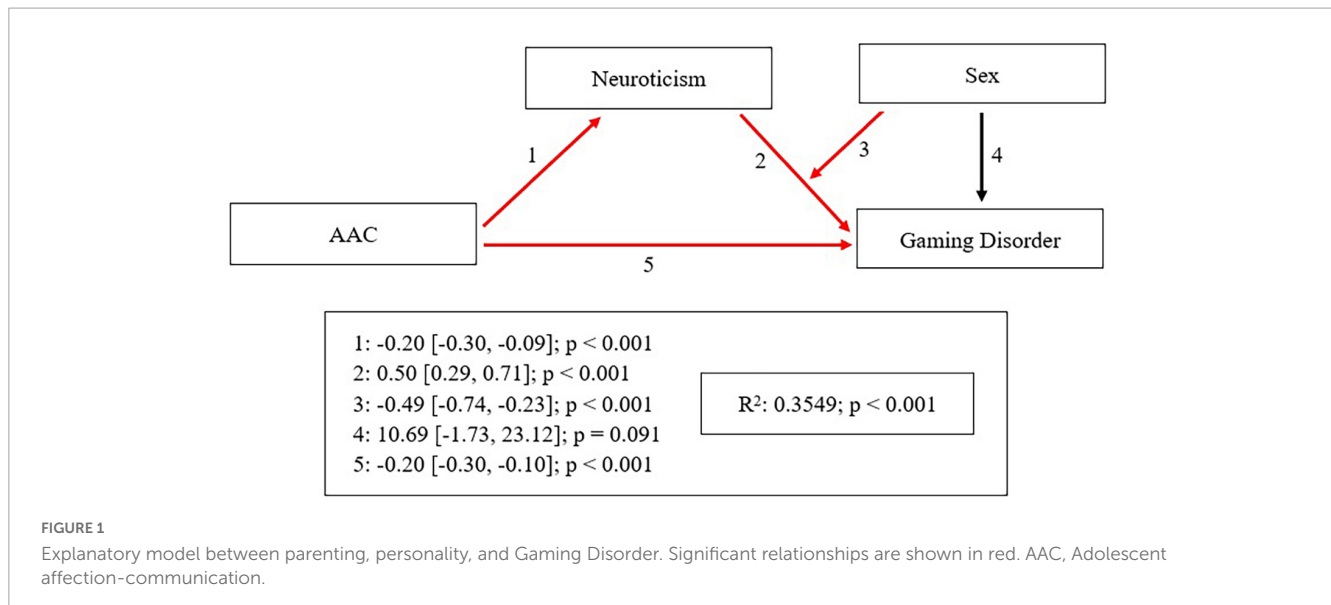 Neuroticism
Sex
1
2
3
4
AAC
Gaming Disorder
5
1: -0.20 [-0.30, -0.09]; p < 0.001
2: 0.50 [0.29, 0.71]; p < 0.001
3: -0.49 [-0.74, -0.23]; p < 0.001
4: 10.69 [-1.73, 23.12]; p = 0.091
5: -0.20 [-0.30, -0.10]; p < 0.001
R²: 0.3549; p < 0.001
FIGURE 1
Explanatory model between parenting, personality, and Gaming Disorder. Significant relationships are shown in red. AAC, Adolescent
affection-communication.